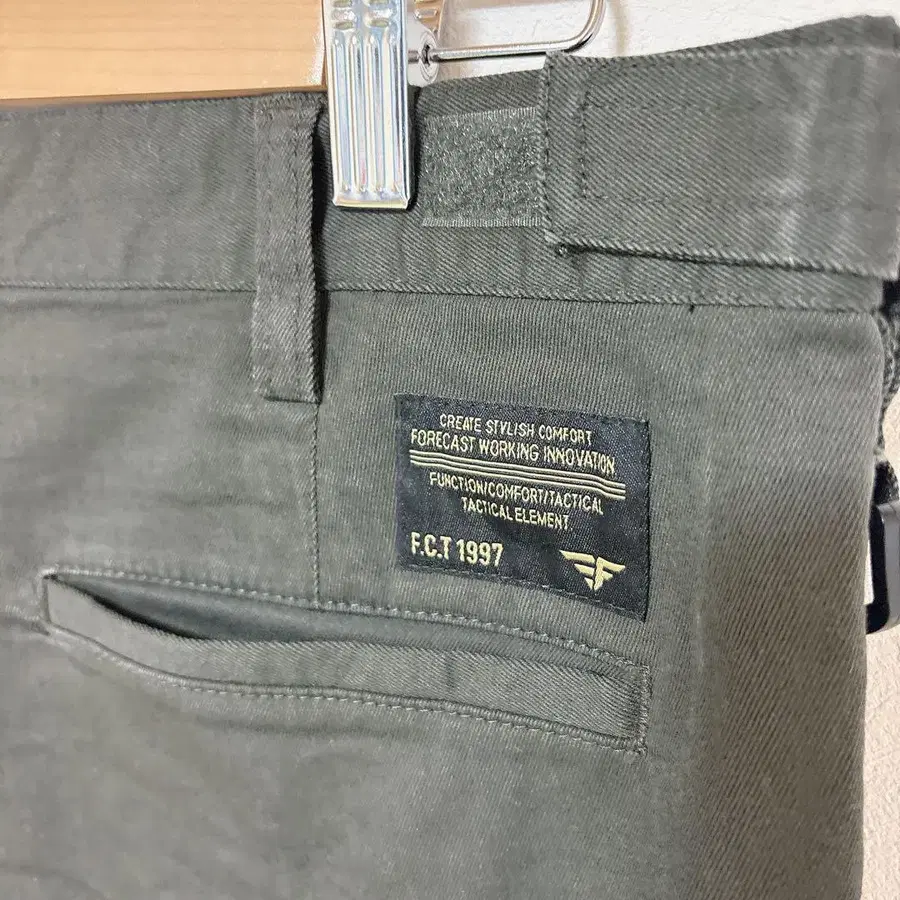 CREATE STYLISH COMFORT
FORECAST WORKING INNOVATION
FUNCTION/COMFORT/TACTICAL
TACTICAL ELEMENT
F.C.T 1997